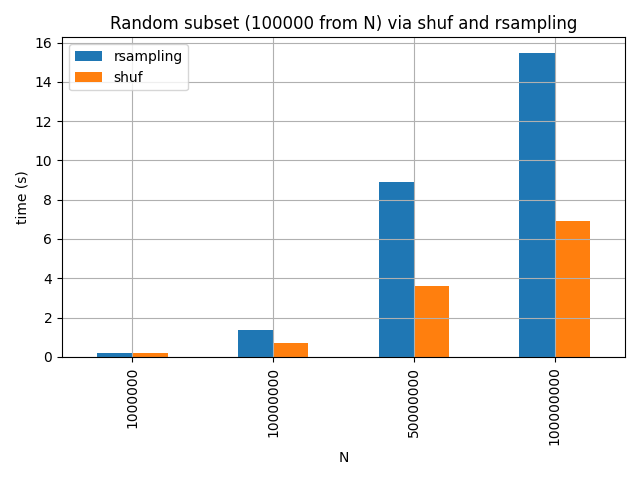 Random subset (100000 from N) via shuf and rsampling
rsampling
shuf
16
14
12
10
8
6
4
2
0
time (s)
1000000
10000000
50000000
100000000
N